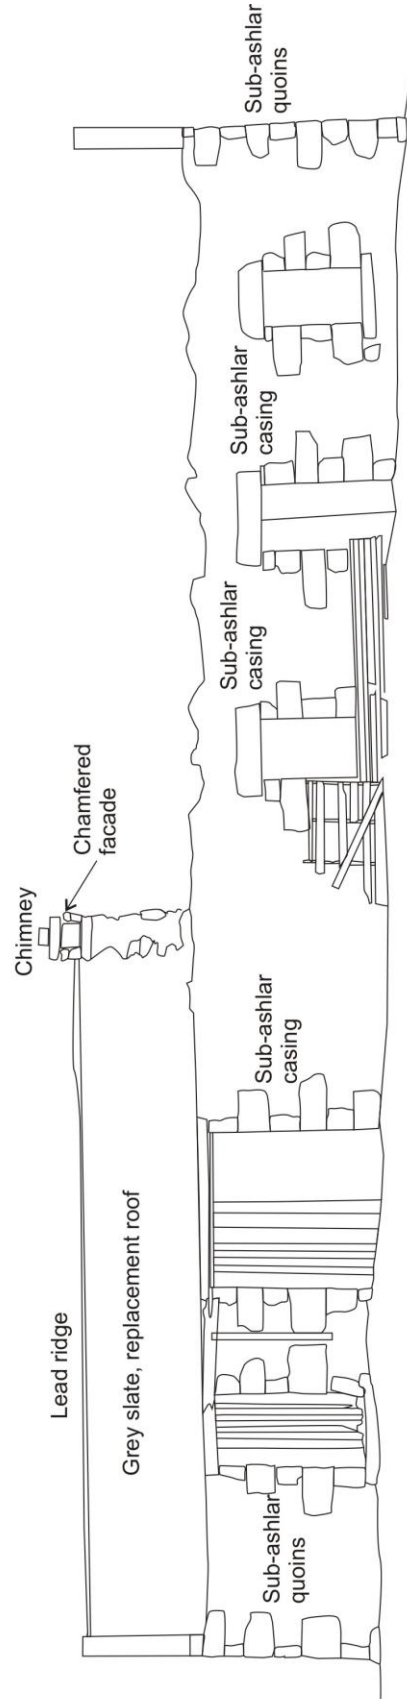 Chimney
Chamfered
facade
Lead ridge
Grey slate, replacement roof
Sub-ashlar
quoins
Sub-ashlar
casing
Sub-ashlar
casing
Sub-ashlar
casing
Sub-ashlar
quoins